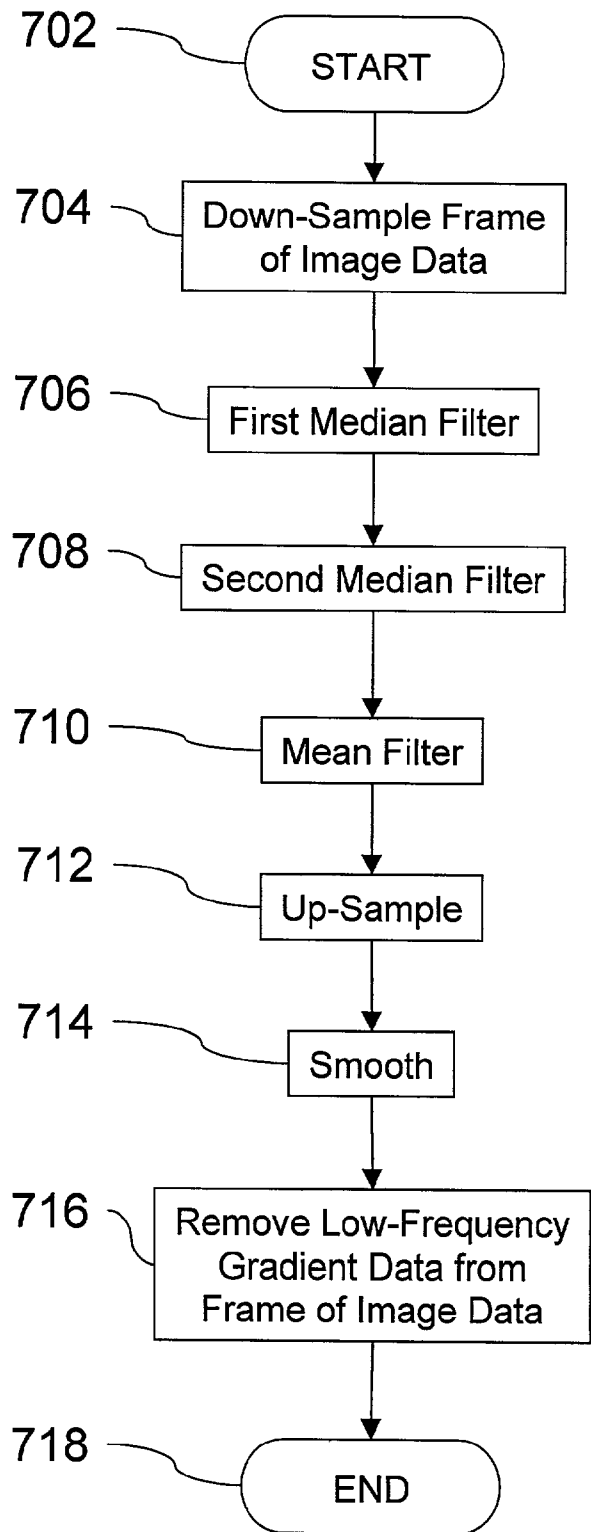 702
START
704
Down-Sample Frame
of Image Data
706
First Median Filter
708
Second Median Filter
710
Mean Filter
712
Up-Sample
714
Smooth
716
Remove Low-Frequency
Gradient Data from
Frame of Image Data
718
END